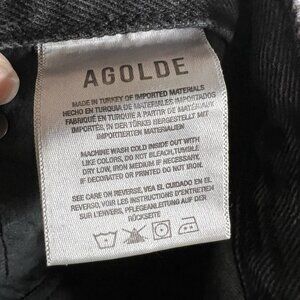 AGOLDE
MADE IN TURKEY OF IMPORTED MATERIALS
HECHO EN TURQUIA DE MATERIALES IMPORTADOS
FABRIQUÉ EN TURQUIE A PARTIR DE MATÉRIAUX
IMPORTÉS, IN DER TÜRKEI HERGESTELLT MIT
IMPORTIERTEN MATERIALIEN
MACHINE WASH COLD INSIDE OUT WITH
LIKE COLORS, DO NOT BLEACH, TUMBLE
DRY LOW, IRON MEDIUM IF NECESSARY.
IF DECORATED OR PRINTED DO NOT IRON.
SEE CARE ON REVERSE, VEA EL CUIDADO EN EL
REVERSO, VOIR LES INSTRUCTIONS D'ENTRETIEN
SUR L'ENVERS, PFLEGEANLEITUNG AUF DER
RÜCKSEITE